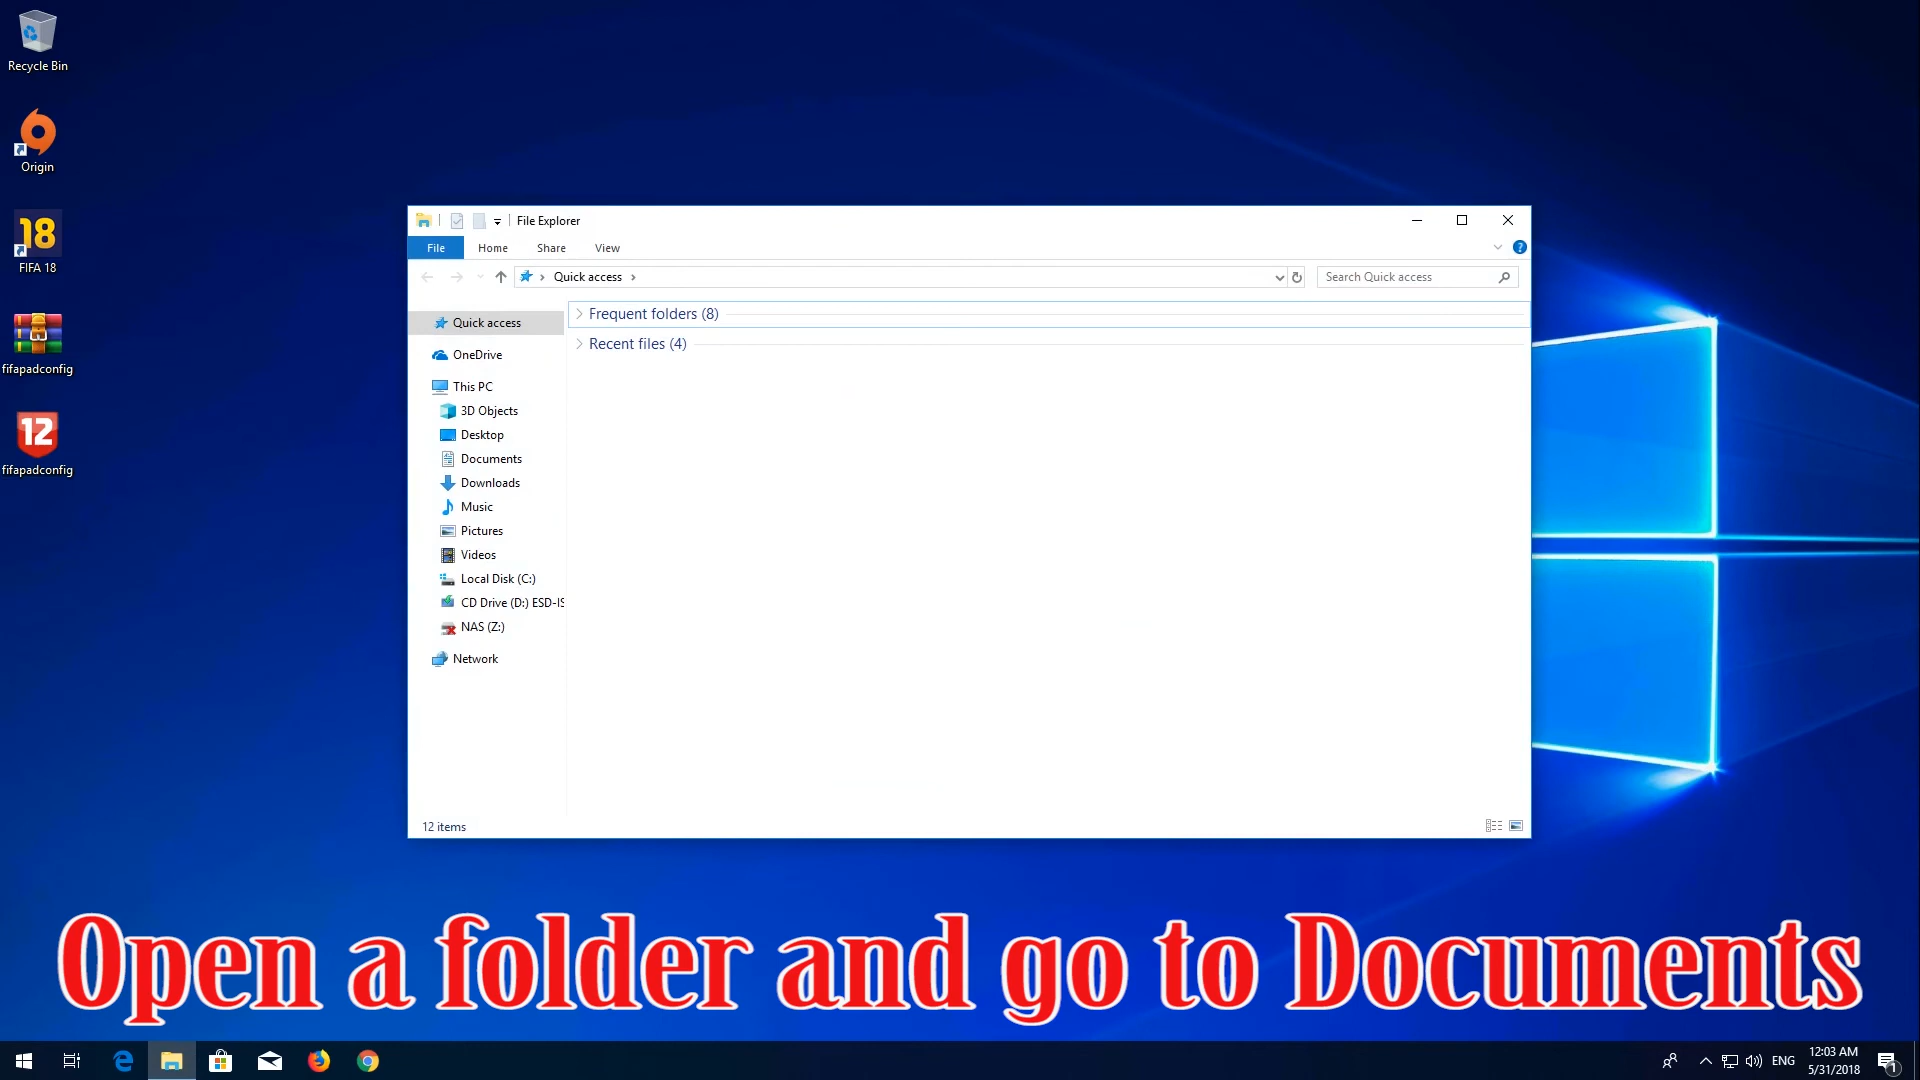 Recycle Bin
Origin
18
FIFA 18
fifapadconfig
12
fifapadconfig
File Explorer
File Home Share View
Quick access
Search Quick access
Quick access
OneDrive
This PC
3D Objects
Desktop
Documents
Downloads
Music
Pictures
Videos
Local Disk (C:)
CD Drive (D:) ESD-IS
NAS (Z:)
Network
Frequent folders (8)
Recent files (4)
12 items
Open a folder and go to Documents
ENG
12:03 AM
5/31/2018
1